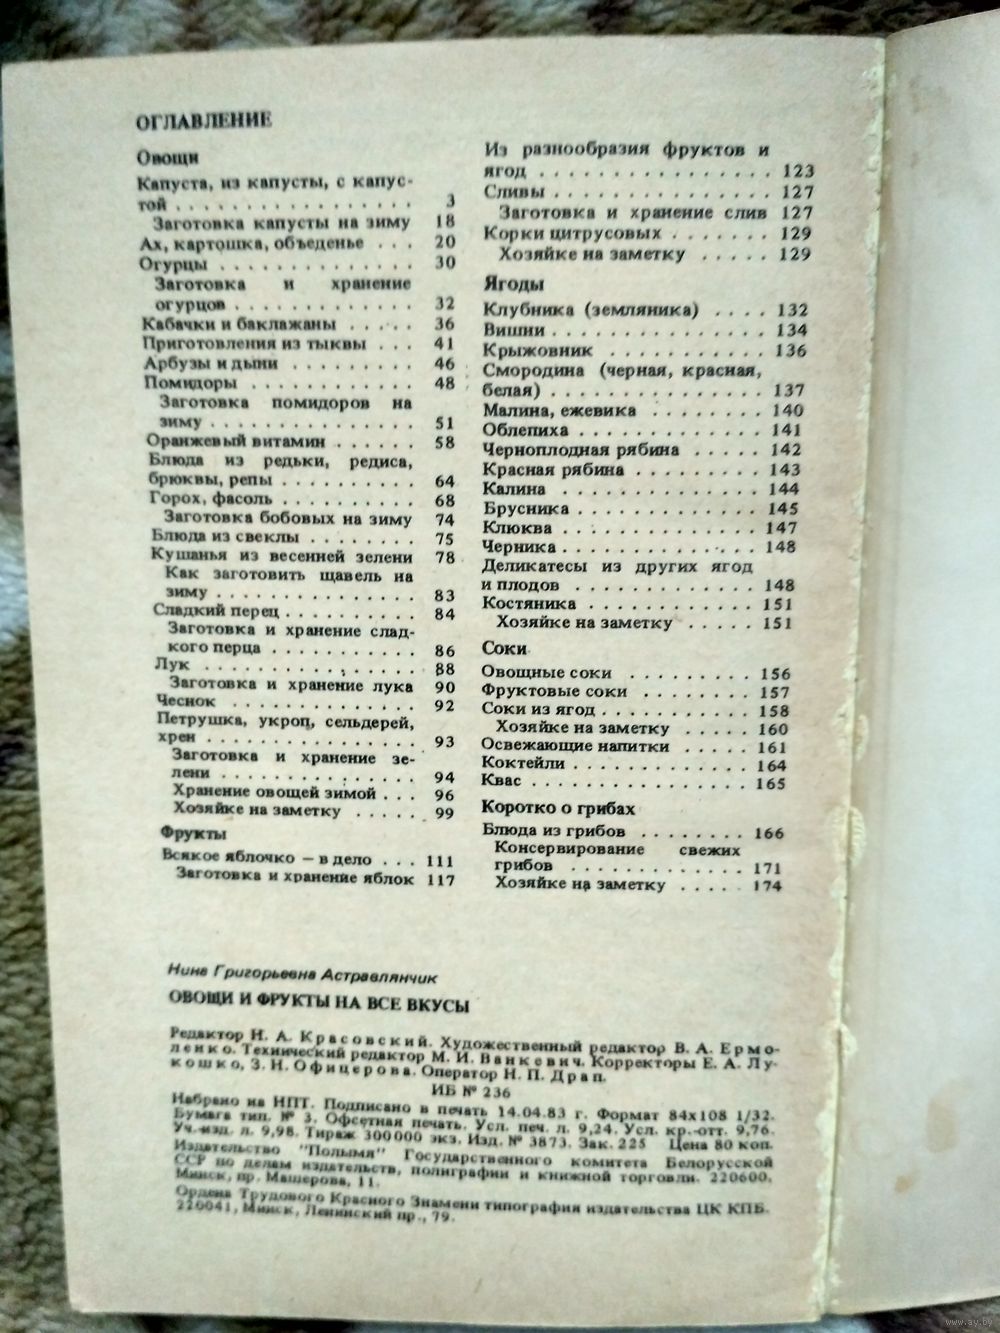 ОГЛАВЛЕНИЕ
Овощи
Капуста, из капусты, с капус-
той . . . . . . . . . . . . . . . . 3
Заготовка капусты на зиму 18
Ах, картошка, объеденье . . . 20
Огурцы . . . . . . . . . . . . . 30
Заготовка и хранение
огурцов . . . . . . . . . . . . 32
Кабачки и баклажаны . . . . . 36
Приготовления из тыквы . . . 41
Арбузы и дыни . . . . . . . . . 46
Помидоры . . . . . . . . . . . 48
Заготовка помидоров на
зиму . . . . . . . . . . . . . . 51
Оранжевый витамин . . . . . . 58
Блюда из редьки, редиса,
брюквы, репы . . . . . . . . . . 64
Горох, фасоль . . . . . . . . . . 68
Заготовка бобовых на зиму 74
Блюда из свеклы . . . . . . . . 75
Кушанья из весенней зелени 78
Как заготовить щавель на
зиму . . . . . . . . . . . . . . 83
Сладкий перец . . . . . . . . . . 84
Заготовка и хранение слад-
кого перца . . . . . . . . . . . 86
Лук . . . . . . . . . . . . . . . 88
Заготовка и хранение лука 90
Чеснок . . . . . . . . . . . . . 92
Петрушка, укроп, сельдерей,
хрен . . . . . . . . . . . . . . . 93
Заготовка и хранение зе-
лени . . . . . . . . . . . . . . 94
Хранение овощей зимой . . . 96
Хозяйке на заметку . . . . . 99
Фрукты
Всякое яблочко – в дело . . . 111
Заготовка и хранение яблок 117
Из разнообразия фруктов и
ягод . . . . . . . . . . . . . . . . 123
Сливы . . . . . . . . . . . . . . . 127
Заготовка и хранение слив 127
Корки цитрусовых . . . . . . . 129
Хозяйке на заметку . . . . . 129
Ягоды
Клубника (земляника) . . . . 132
Вишни . . . . . . . . . . . . . . 134
Крыжовник . . . . . . . . . . . 136
Смородина (черная, красная,
белая) . . . . . . . . . . . . . . 137
Малина, ежевика . . . . . . . . 140
Облепиха . . . . . . . . . . . . . 141
Черноплодная рябина . . . . . 142
Красная рябина . . . . . . . . . 143
Калина . . . . . . . . . . . . . . 144
Брусника . . . . . . . . . . . . . 145
Клюква . . . . . . . . . . . . . . 147
Черника . . . . . . . . . . . . . . 148
Деликатесы из других ягод
и плодов . . . . . . . . . . . . . 148
Костяника . . . . . . . . . . . . 151
Хозяйке на заметку . . . . . 151
Соки
Овощные соки . . . . . . . . . 156
Фруктовые соки . . . . . . . . 157
Соки из ягод . . . . . . . . . . . 158
Хозяйке на заметку . . . . . 160
Освежающие напитки . . . . . 161
Коктейли . . . . . . . . . . . . . 164
Квас . . . . . . . . . . . . . . . . 165
Коротко о грибах
Блюда из грибов . . . . . . . . 166
Консервирование свежих
грибов . . . . . . . . . . . . . 171
Хозяйке на заметку . . . . 174
Нина Григорьевна Астравлянчик
ОВОЩИ И ФРУКТЫ НА ВСЕ ВКУСЫ
Редактор Н. А. Красовский. Художественный редактор В. А. Ермо-
ленко. Технический редактор М. И. Ванкевич. Корректоры Е. А. Лу-
кошко, З. Н. Офицерова. Оператор Н. П. Драп.
ИБ № 236
Набрано на НПТ. Подписано в печать 14.04.83 г. Формат 84х108 1/32.
Бумага тип. № 3. Офсетная печать. Усл. печ. л. 9,24. Усл. кр.-отт. 9,76.
Уч.-изд. л. 9,98. Тираж 300000 экз. Изд. № 3873. Зак. 225 Цена 80 коп.
Издательство "Полымя" Государственного комитета Белорусской
ССР по делам издательств, полиграфии и книжной торговли. 220600,
Минск, пр. Машерова, 11.
Ордена Трудового Красного Знамени типография издательства ЦК КПБ.
220041, Минск, Ленинский пр., 79.
www.ay.by